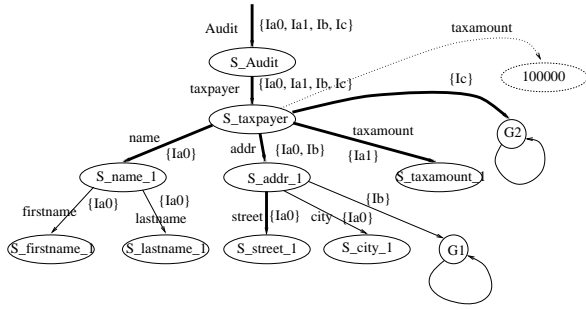 Audit {Ia0, Ia1, Ib, Ic}
taxamount
S_Audit
100000
taxpayer {Ia0, Ia1, Ib, Ic}
{Ic}
S_taxpayer
G2
name {Ia0}
addr {Ia0, Ib}
taxamount {Ia1}
S_name_1
S_addr_1
S_taxamount_1
firstname {Ia0}
lastname {Ia0}
street {Ia0}
city {Ia0}
{Ib}
S_firstname_1
S_lastname_1
S_street_1
S_city_1
G1